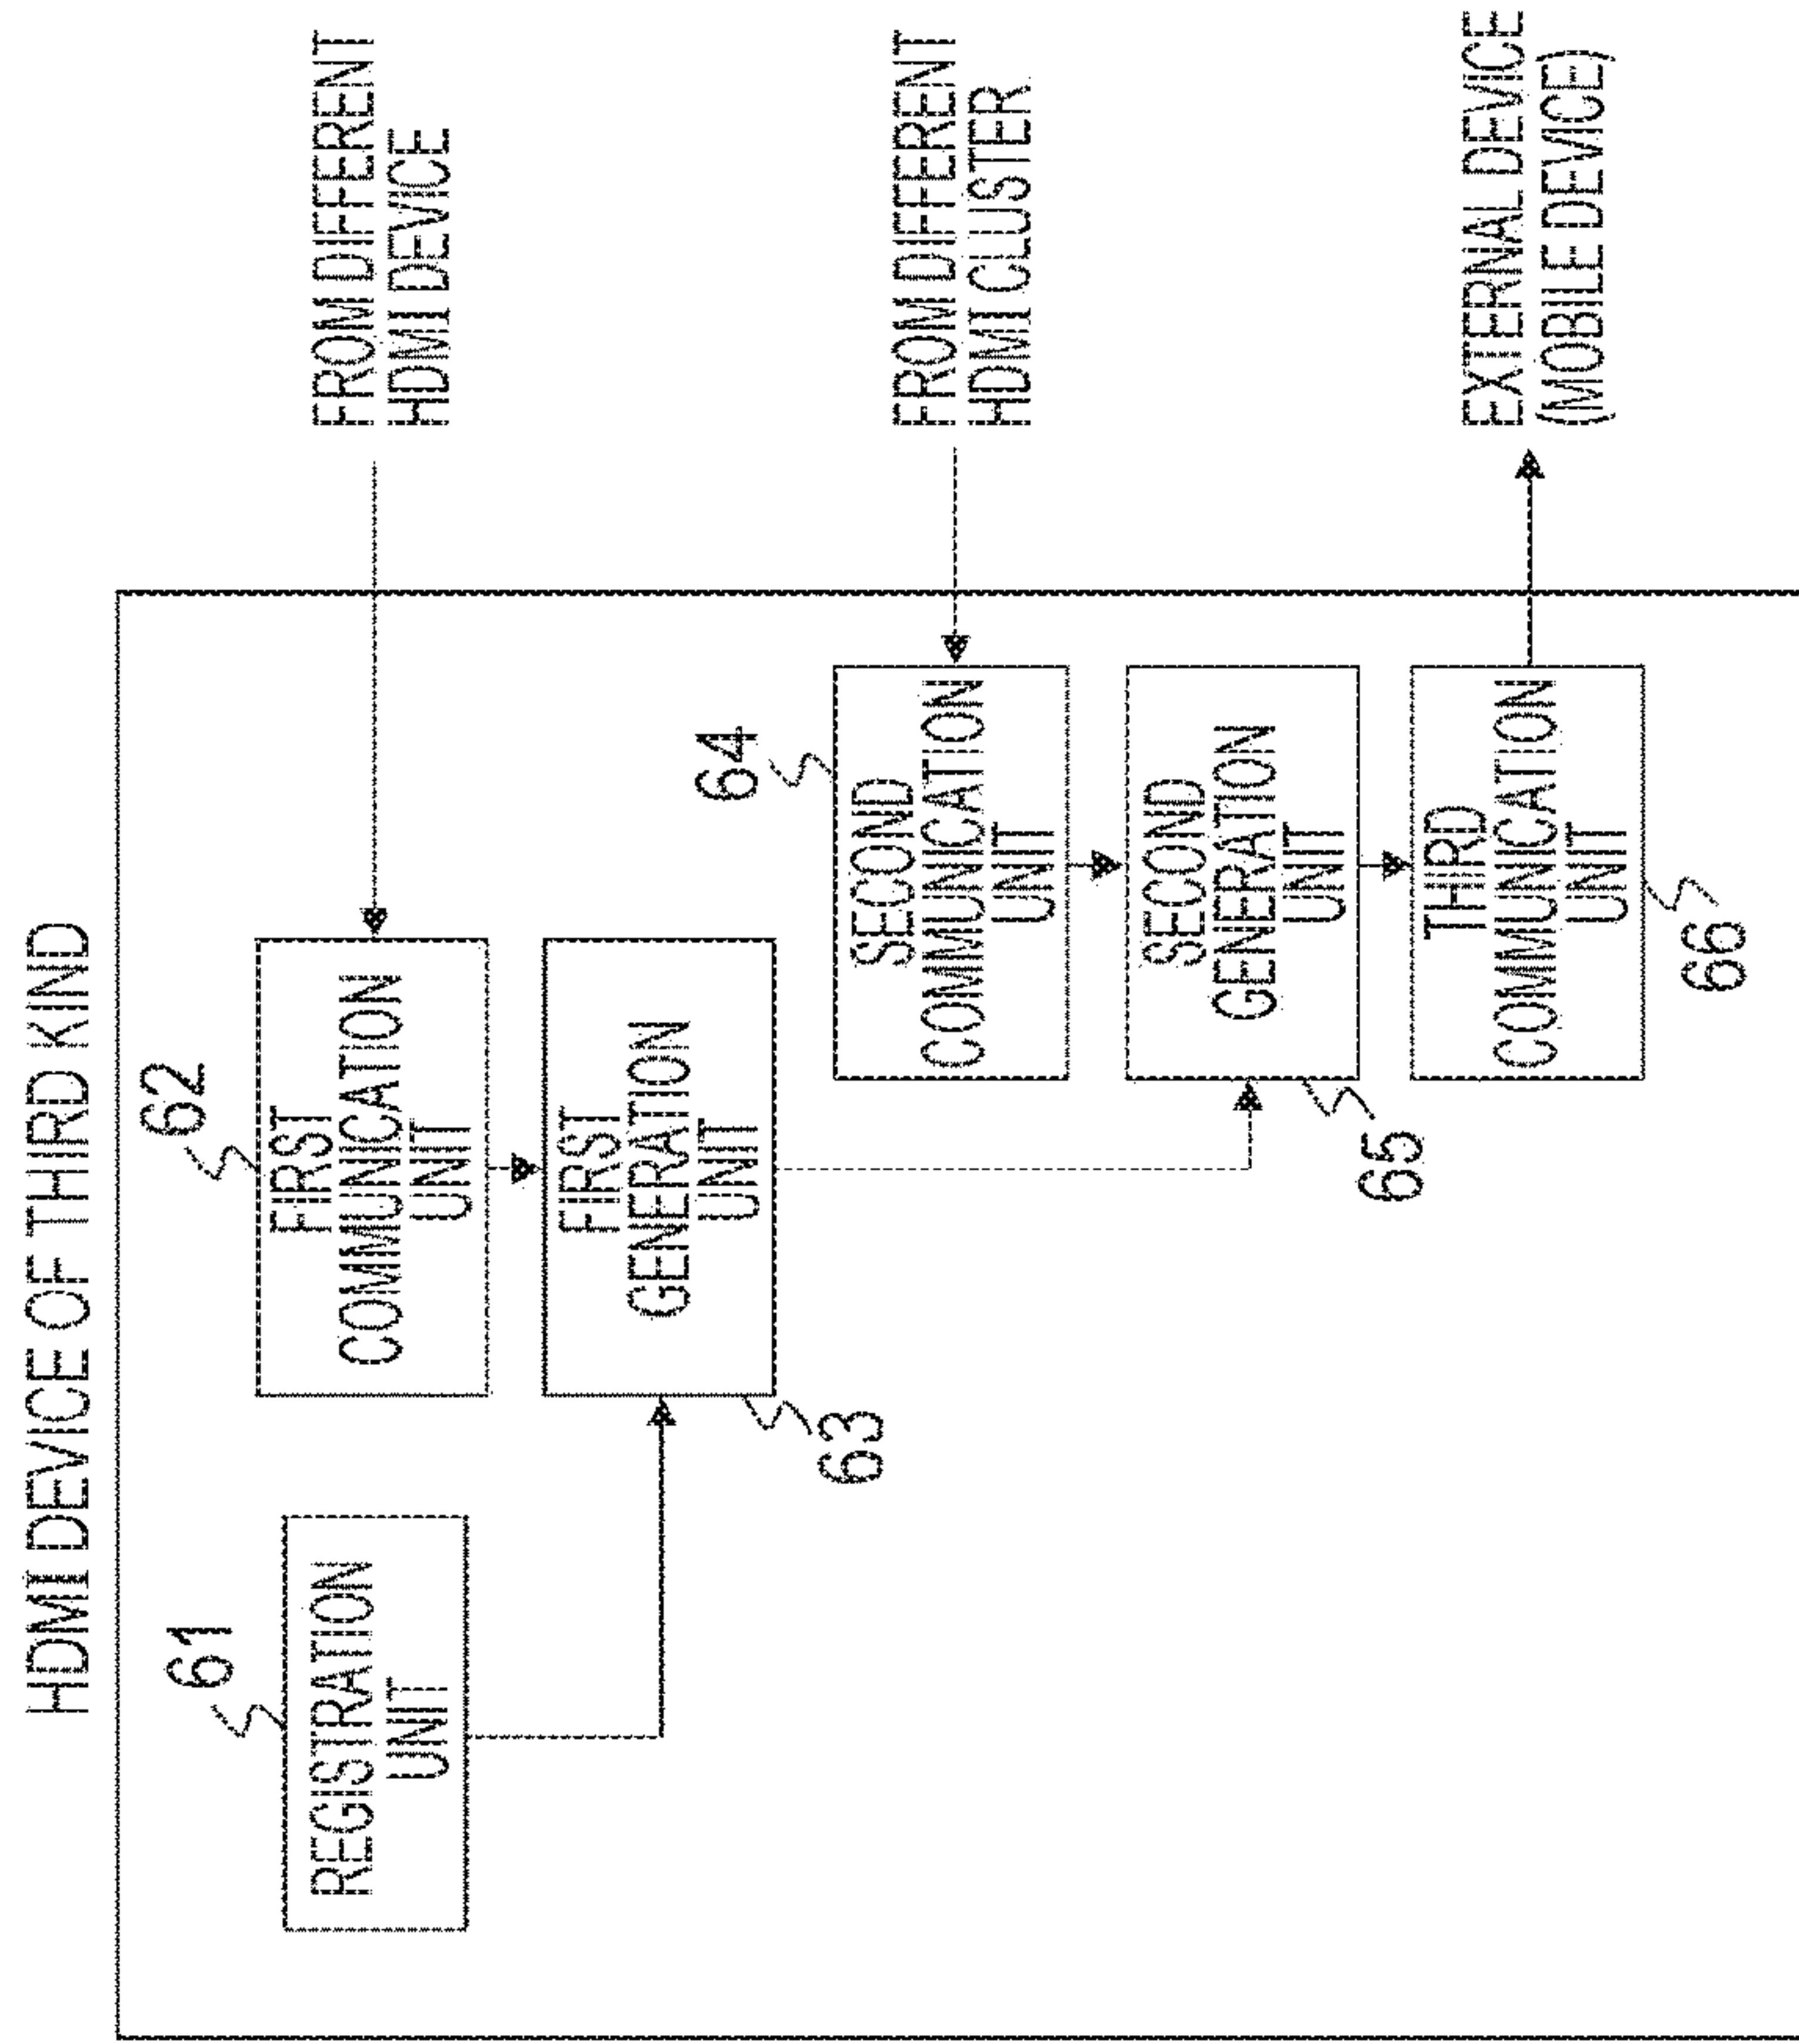 HDMI DEVICE OF THIRD KIND
61
REGISTRATION
UNIT
62
FIRST
COMMUNICATION
UNIT
FROM DIFFERENT
HDMI DEVICE
FIRST
GENERATION
UNIT
63
64
SECOND
COMMUNICATION
UNIT
FROM DIFFERENT
HDMI CLUSTER
SECOND
GENERATION
UNIT
65
THIRD
COMMUNICATION
UNIT
66
EXTERNAL DEVICE
(MOBILE DEVICE)